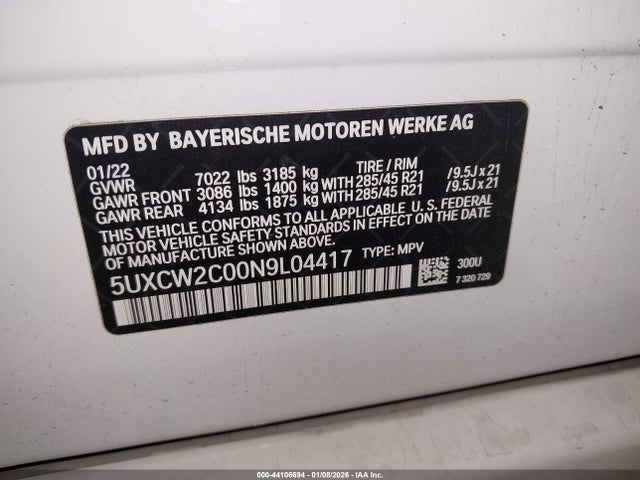 MFD BY BAYERISCHE MOTOREN WERKE AG
01/22
GVWR 7022 lbs 3185 kg TIRE / RIM
GAWR FRONT 3086 lbs 1400 kg WITH 285/45 R21 /9.5J x 21
GAWR REAR 4134 lbs 1875 kg WITH 285/45 R21 /9.5J x 21
THIS VEHICLE CONFORMS TO ALL APPLICABLE U. S. FEDERAL
MOTOR VEHICLE SAFETY STANDARDS IN EFFECT ON THE DATE
OF MANUFACTURE SHOWN ABOVE.
5UXCW2C00N9L04417 TYPE: MPV
300U
7 320 729
000-44106694 | 01/08/2026 - IAA Inc.